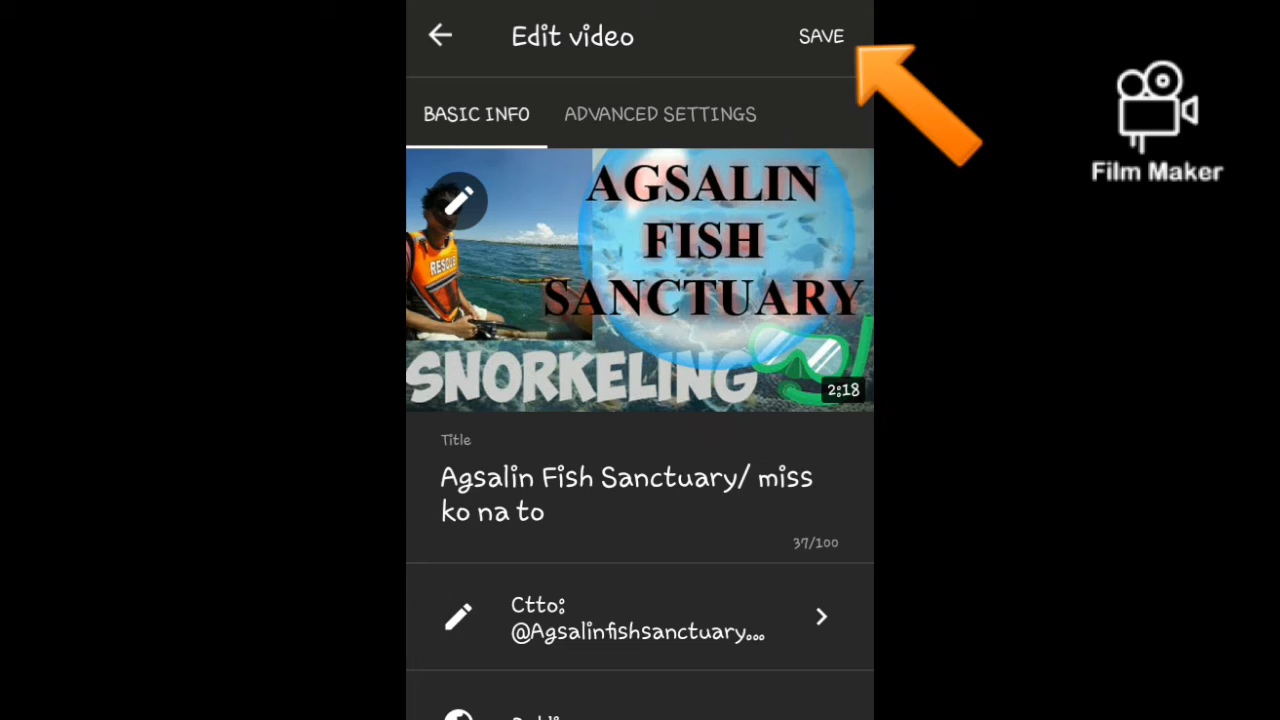 Edit video
SAVE
BASIC INFO
ADVANCED SETTINGS
Film Maker
RESCUE
AGSALIN
FISH
SANCTUARY
SNORKELING
2:18
Title
Agsalin Fish Sanctuary/ miss
ko na to
37/100
Ctto:
@Agsalinfishsanctuary...